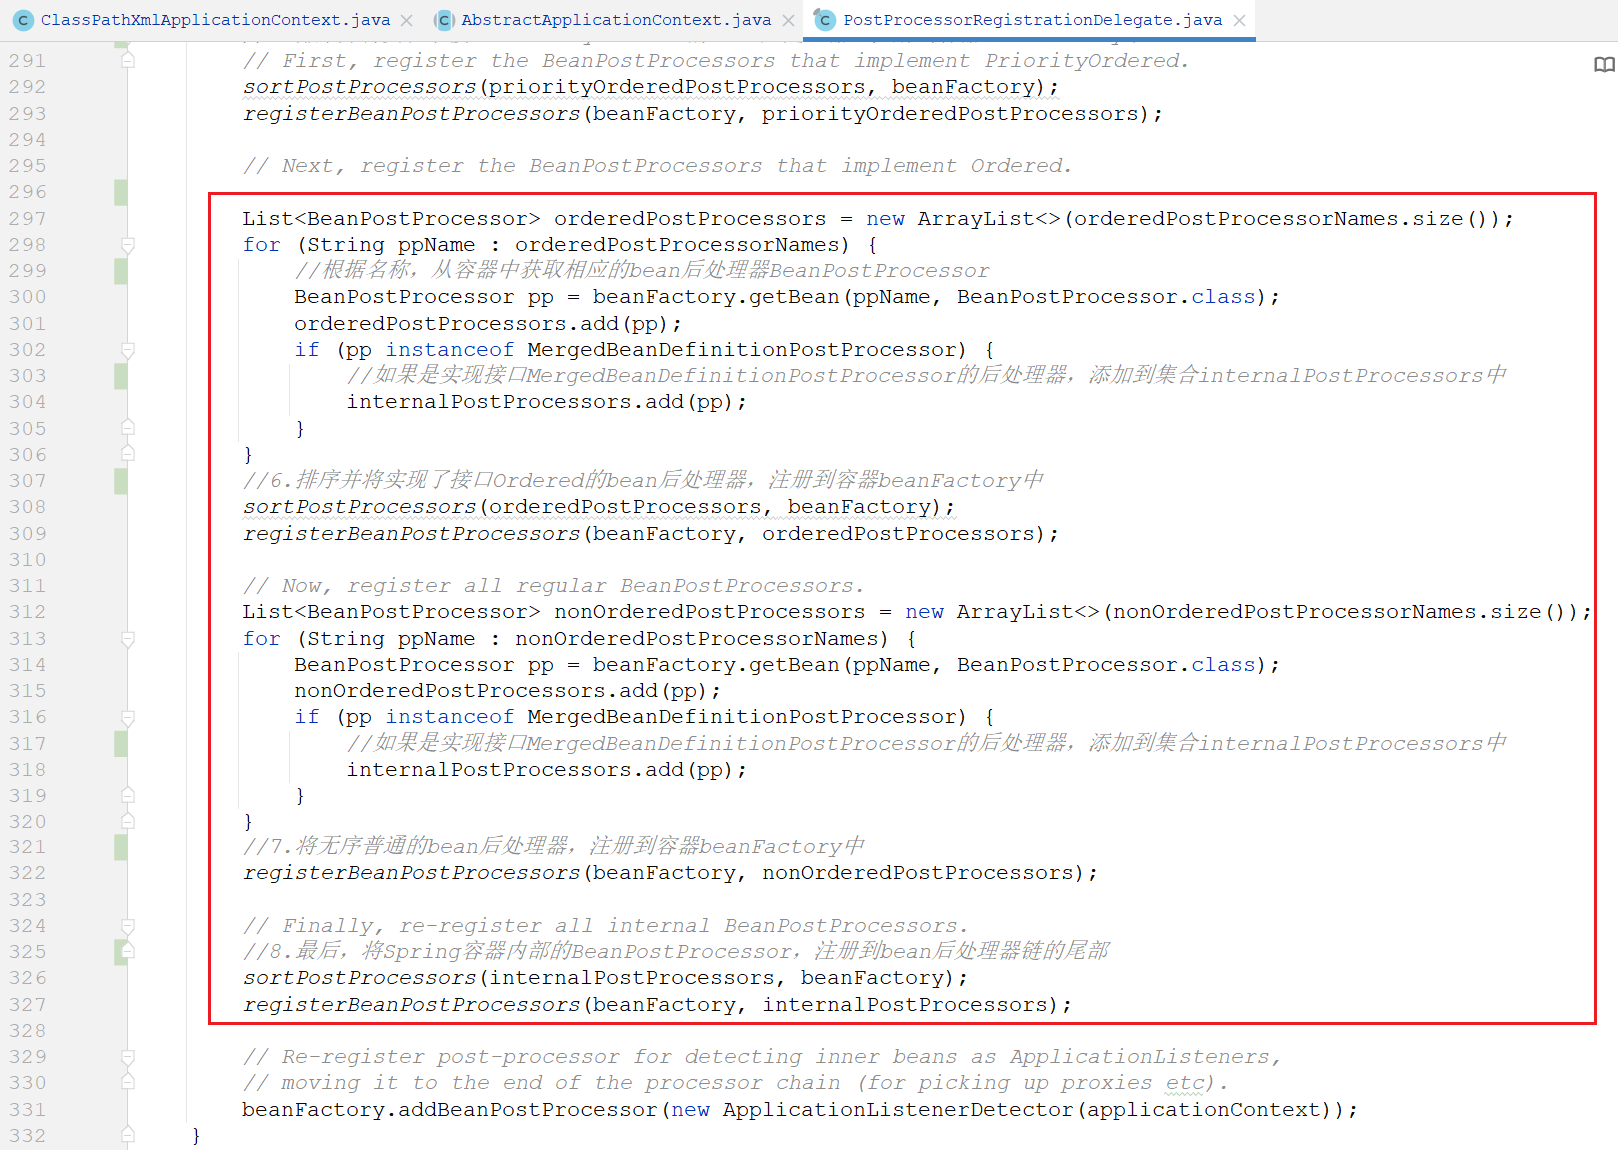 ClassPathXmlApplicationContext.java AbstractApplicationContext.java PostProcessorRegistrationDelegate.java
291 // First, register the BeanPostProcessors that implement PriorityOrdered.
292 sortPostProcessors(priorityOrderedPostProcessors, beanFactory);
293 registerBeanPostProcessors(beanFactory, priorityOrderedPostProcessors);
294
295 // Next, register the BeanPostProcessors that implement Ordered.
296
297 List<BeanPostProcessor> orderedPostProcessors = new ArrayList<>(orderedPostProcessorNames.size());
298 for (String ppName : orderedPostProcessorNames) {
299 //根据名称，从容器中获取相应的bean后处理器BeanPostProcessor
300 BeanPostProcessor pp = beanFactory.getBean(ppName, BeanPostProcessor.class);
301 orderedPostProcessors.add(pp);
302 if (pp instanceof MergedBeanDefinitionPostProcessor) {
303 //如果是实现接口MergedBeanDefinitionPostProcessor的后处理器，添加到集合internalPostProcessors中
304 internalPostProcessors.add(pp);
305 }
306 }
307 //6.排序并将实现了接口Ordered的bean后处理器，注册到容器beanFactory中
308 sortPostProcessors(orderedPostProcessors, beanFactory);
309 registerBeanPostProcessors(beanFactory, orderedPostProcessors);
310
311 // Now, register all regular BeanPostProcessors.
312 List<BeanPostProcessor> nonOrderedPostProcessors = new ArrayList<>(nonOrderedPostProcessorNames.size());
313 for (String ppName : nonOrderedPostProcessorNames) {
314 BeanPostProcessor pp = beanFactory.getBean(ppName, BeanPostProcessor.class);
315 nonOrderedPostProcessors.add(pp);
316 if (pp instanceof MergedBeanDefinitionPostProcessor) {
317 //如果是实现接口MergedBeanDefinitionPostProcessor的后处理器，添加到集合internalPostProcessors中
318 internalPostProcessors.add(pp);
319 }
320 }
321 //7.将无序普通的bean后处理器，注册到容器beanFactory中
322 registerBeanPostProcessors(beanFactory, nonOrderedPostProcessors);
323
324 // Finally, re-register all internal BeanPostProcessors.
325 //8.最后，将Spring容器内部的BeanPostProcessor，注册到bean后处理器链的尾部
326 sortPostProcessors(internalPostProcessors, beanFactory);
327 registerBeanPostProcessors(beanFactory, internalPostProcessors);
328
329 // Re-register post-processor for detecting inner beans as ApplicationListeners,
330 // moving it to the end of the processor chain (for picking up proxies etc).
331 beanFactory.addBeanPostProcessor(new ApplicationListenerDetector(applicationContext));
332 }